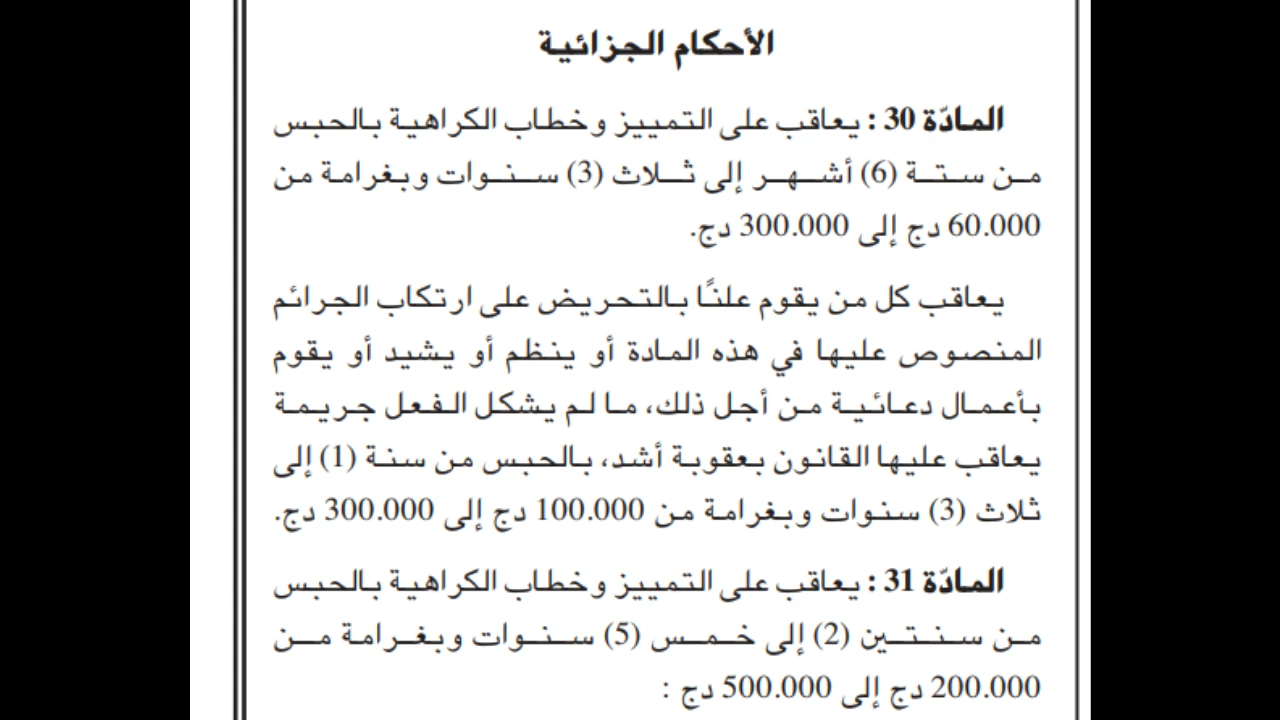 الأحكام الجزائية
المادّة 30 : يعاقب على التمييز وخطاب الكراهية بالحبس
من ستة (6) أشهر إلى ثلاث (3) سنوات وبغرامة من
60.000 دج إلى 300.000 دج.
يعاقب كل من يقوم علنًا بالتحريض على ارتكاب الجرائم
المنصوص عليها في هذه المادة أو ينظم أو يشيد أو يقوم
بأعمال دعائية من أجل ذلك، ما لم يشكل الفعل جريمة
يعاقب عليها القانون بعقوبة أشد، بالحبس من سنة (1) إلى
ثلاث (3) سنوات وبغرامة من 100.000 دج إلى 300.000 دج.
المادّة 31 : يعاقب على التمييز وخطاب الكراهية بالحبس
من سنتين (2) إلى خمس (5) سنوات وبغرامة من
200.000 دج إلى 500.000 دج :